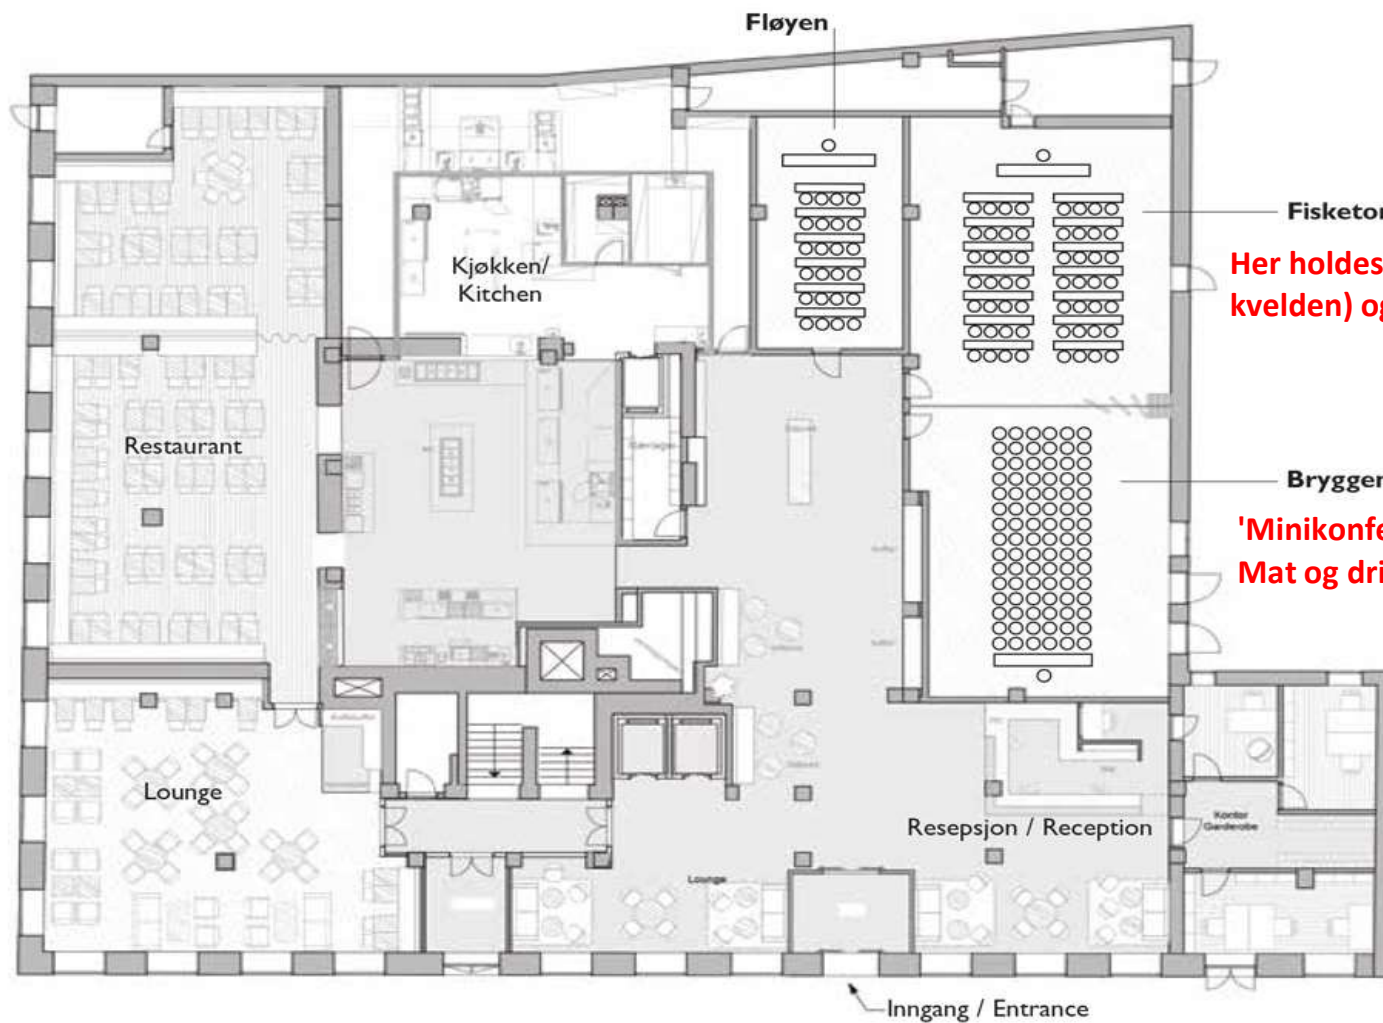 Fløyen
Fisketor
Her holdes
kvelden) og
Kjøkken/
Kitchen
Restaurant
Brygger
'Minikonfe
Mat og dri
Lounge
Resepsjon / Reception
Kontor
Garderobe
Lounge
Inngang / Entrance